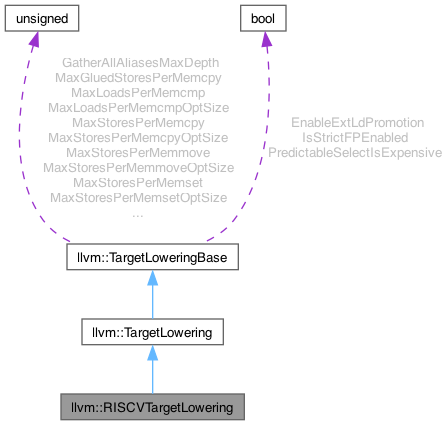 unsigned
bool
GatherAllAliasesMaxDepth
MaxGluedStoresPerMemcpy
MaxLoadsPerMemcmp
MaxLoadsPerMemcmpOptSize
MaxStoresPerMemcpy
MaxStoresPerMemcpyOptSize
MaxStoresPerMemmove
MaxStoresPerMemmoveOptSize
MaxStoresPerMemset
MaxStoresPerMemsetOptSize
...
EnableExtLdPromotion
IsStrictFPEnabled
PredictableSelectIsExpensive
llvm::TargetLoweringBase
llvm::TargetLowering
llvm::RISCVTargetLowering